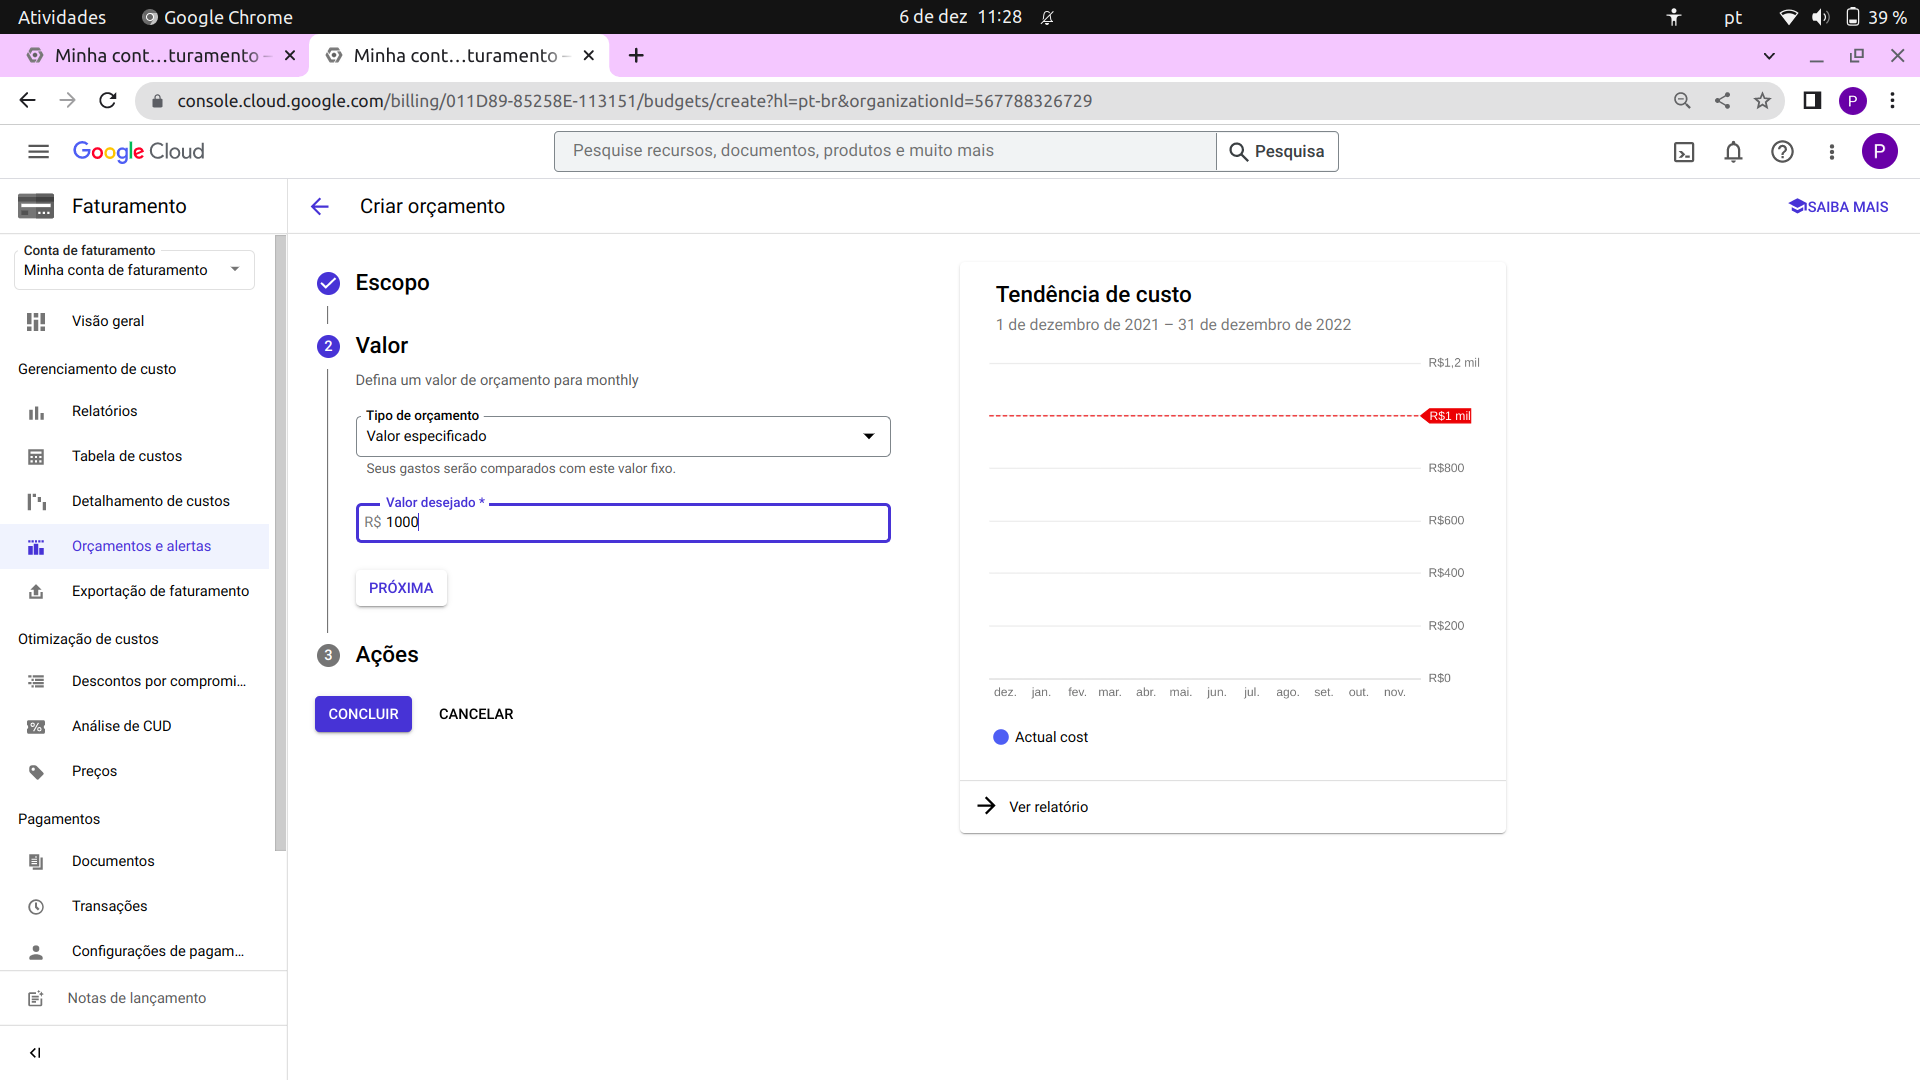 Atividades
Google Chrome
6 de dez 11:28
pt
39 %
Minha cont…turamento –
Minha cont…turamento –
console.cloud.google.com/billing/011D89-85258E-113151/budgets/create?hl=pt-br&organizationId=567788326729
P
Google Cloud
Pesquise recursos, documentos, produtos e muito mais
Pesquisa
P
Faturamento
Criar orçamento
SAIBA MAIS
Conta de faturamento
Minha conta de faturamento
Visão geral
Gerenciamento de custo
Relatórios
Tabela de custos
Detalhamento de custos
Orçamentos e alertas
Exportação de faturamento
Otimização de custos
Descontos por compromi...
Análise de CUD
Preços
Pagamentos
Documentos
Transações
Configurações de pagam...
Notas de lançamento
Escopo
2
Valor
Defina um valor de orçamento para monthly
Tipo de orçamento
Valor especificado
Seus gastos serão comparados com este valor fixo.
Valor desejado *
R$ 1000
PRÓXIMA
3
Ações
CONCLUIR
CANCELAR
Tendência de custo
1 de dezembro de 2021 – 31 de dezembro de 2022
R$1,2 mil
R$1 mil
R$800
R$600
R$400
R$200
R$0
dez. jan. fev. mar. abr. mai. jun. jul. ago. set. out. nov.
Actual cost
Ver relatório